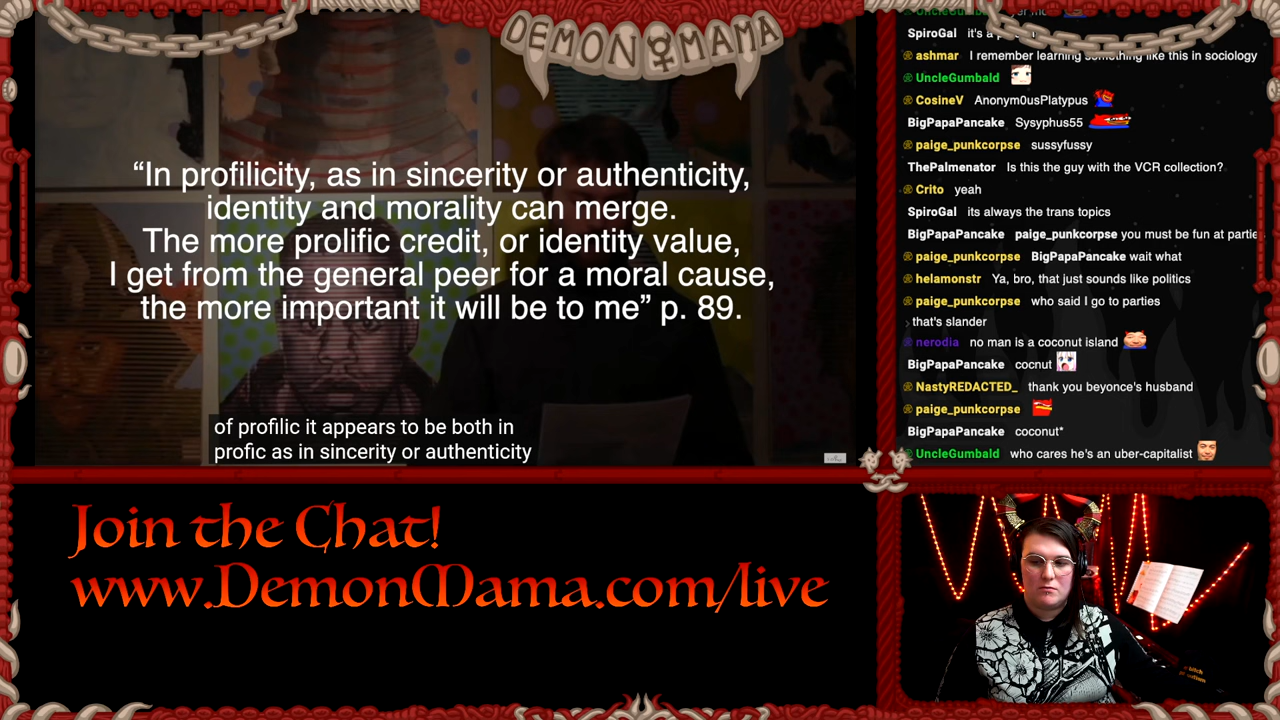 DEMON MAMA
“In profilicity, as in sincerity or authenticity,
identity and morality can merge.
The more prolific credit, or identity value,
I get from the general peer for a moral cause,
the more important it will be to me” p. 89.
of profilic it appears to be both in
profic as in sincerity or authenticity
SpiroGal it's a
ashmar I remember learning something like this in sociology
UncleGumbald
CosineV Anonym0usPlatypus
BigPapaPancake Sysyphus55
paige_punkcorpse sussyfussy
ThePalmenator Is this the guy with the VCR collection?
Crito yeah
SpiroGal its always the trans topics
BigPapaPancake paige_punkcorpse you must be fun at partie
paige_punkcorpse BigPapaPancake wait what
helamonstr Ya, bro, that just sounds like politics
paige_punkcorpse who said I go to parties
that's slander
nerodia no man is a coconut island
BigPapaPancake cocnut
NastyREDACTED_ thank you beyonce's husband
paige_punkcorpse
BigPapaPancake coconut*
UncleGumbald who cares he's an uber-capitalist
Join the Chat!
www.DemonMama.com/live